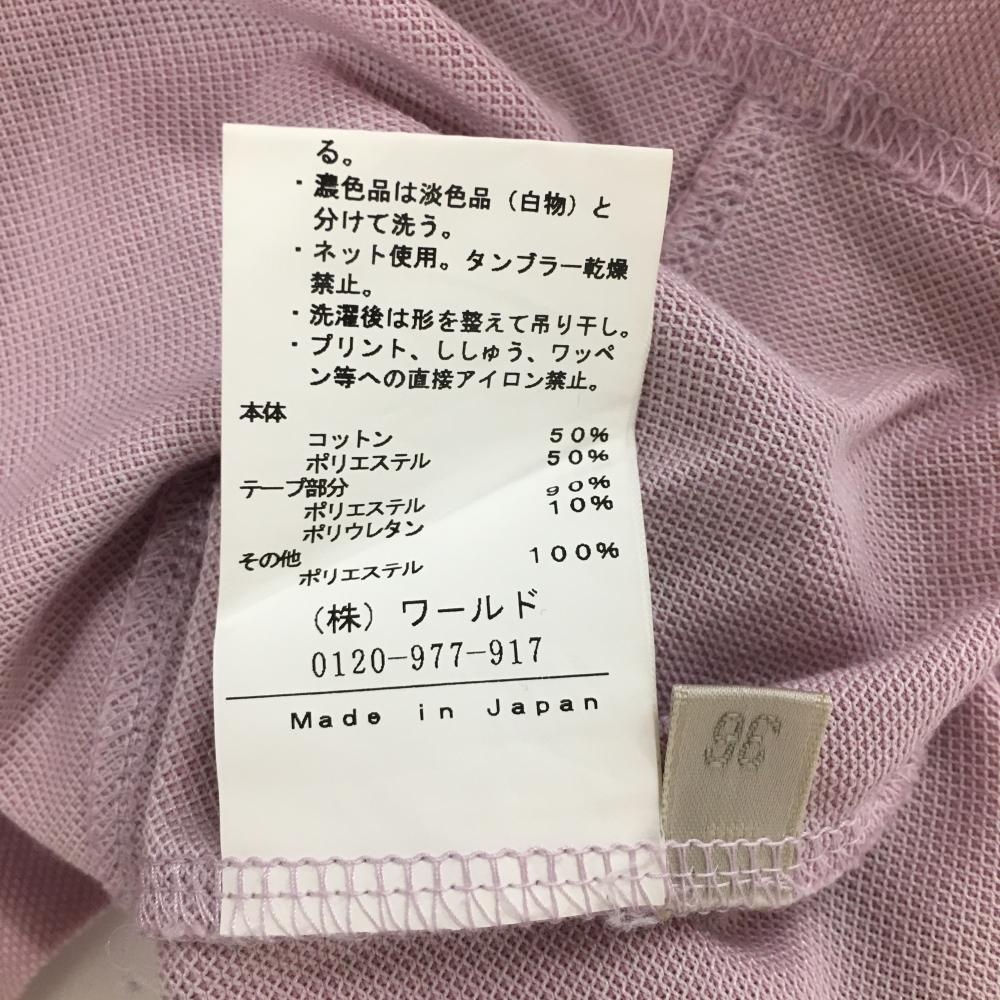 る。
・濃色品は淡色品（白物）と
分けて洗う。
・ネット使用。タンブラー乾燥
禁止。
・洗濯後は形を整えて吊り干し。
・プリント、ししゅう、ワッペ
ン等への直接アイロン禁止。
本体
コットン 50%
ポリエステル 50%
テープ部分
ポリエステル 90%
ポリウレタン 10%
その他
ポリエステル 100%
（株）ワールド
0120-977-917
Made in Japan